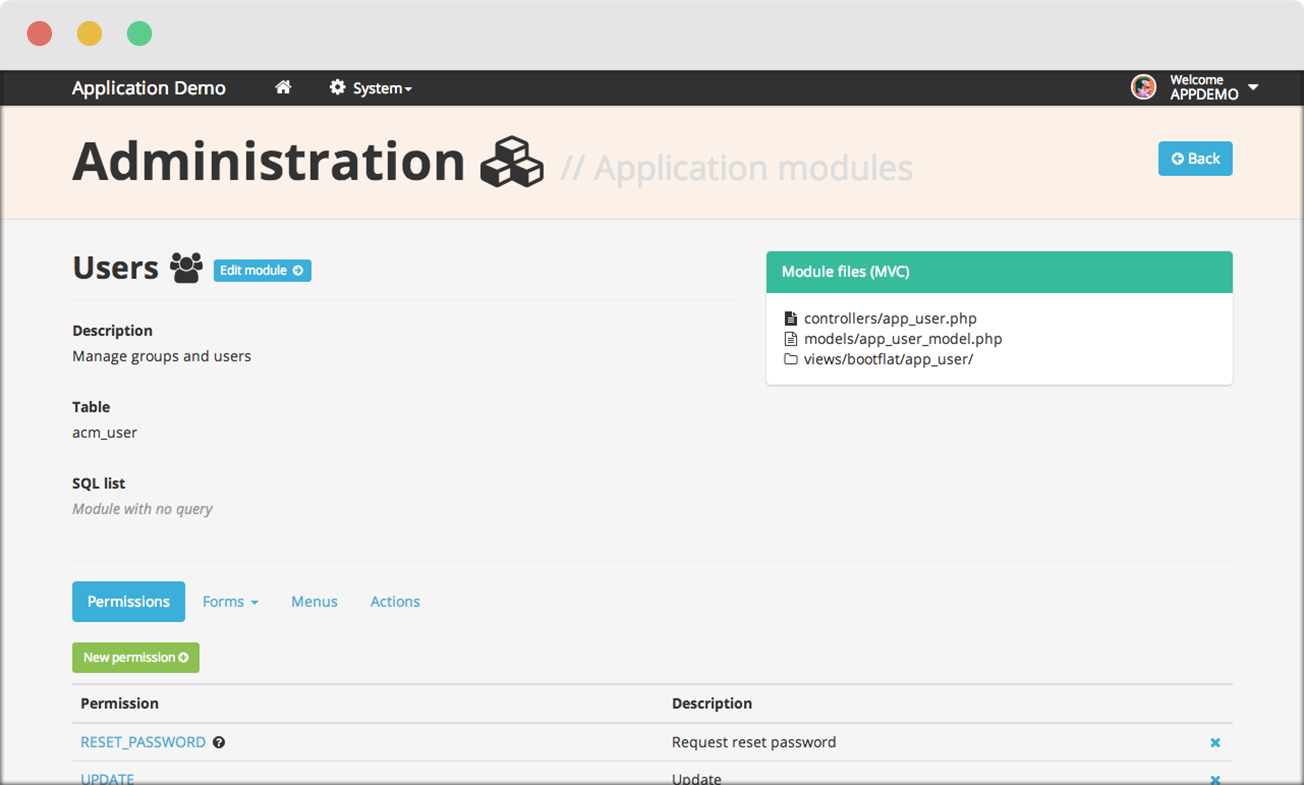 Application Demo
System
Welcome
APPDEMO
Administration // Application modules
Back
Users
Edit module
Description
Manage groups and users
Table
acm_user
SQL list
Module with no query
Module files (MVC)
controllers/app_user.php
models/app_user_model.php
views/bootflat/app_user/
Permissions
Forms
Menus
Actions
New permission
Permission Description
RESET_PASSWORD Request reset password
UPDATE Update